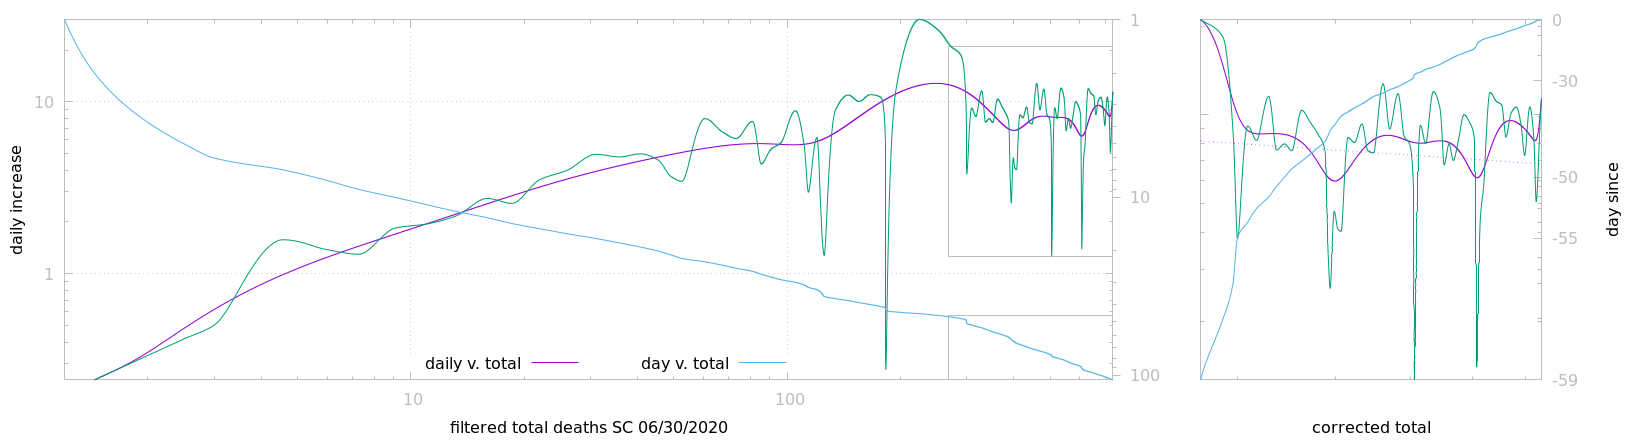 1
0
-30
10
daily increase
-50
day since
10
-55
1
daily v. total
day v. total
100
-59
10
100
filtered total deaths SC 06/30/2020
corrected total